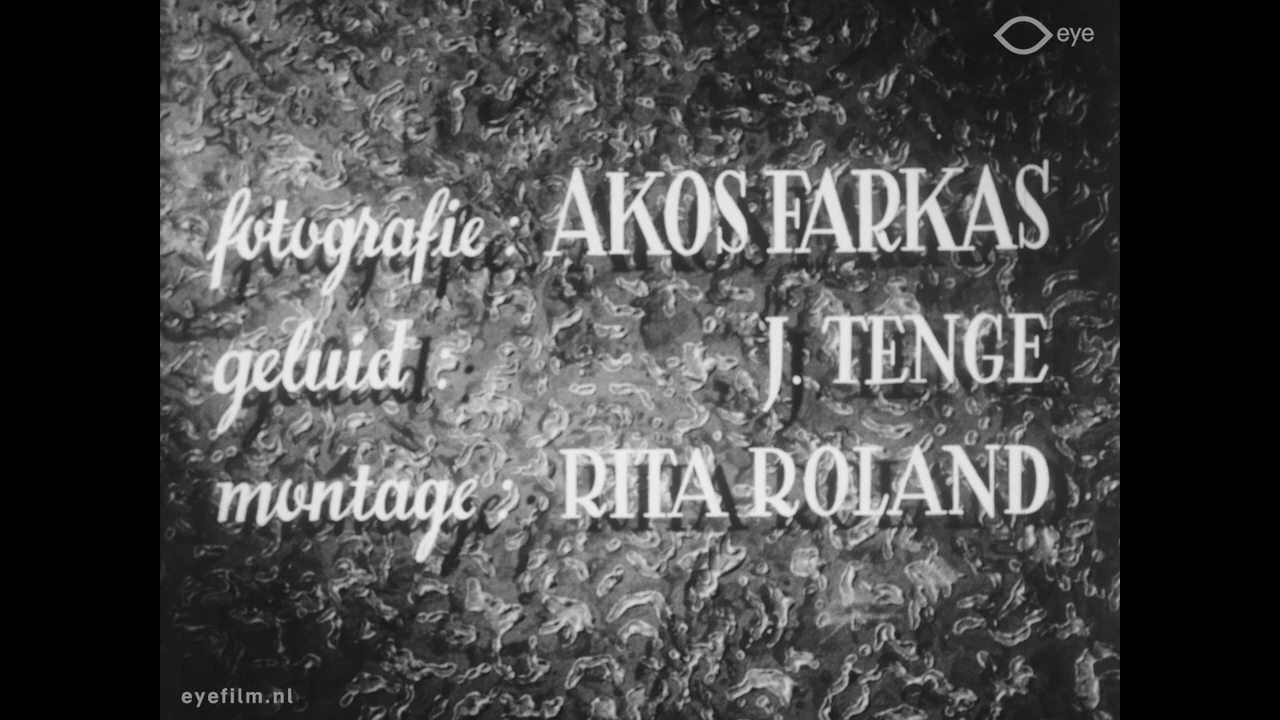 eye
fotografie: AKOS FARKAS
geluid: J. TENGE
montage: RITA ROLAND
eyefilm.nl